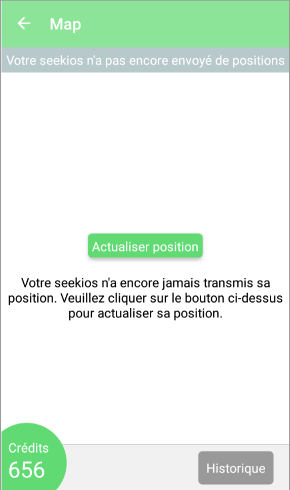 Map
Votre seekios n'a pas encore envoyé de positions
Actualiser position
Votre seekios n'a encore jamais transmis sa
position. Veuillez cliquer sur le bouton ci-dessus
pour actualiser sa position.
Crédits
656
Historique